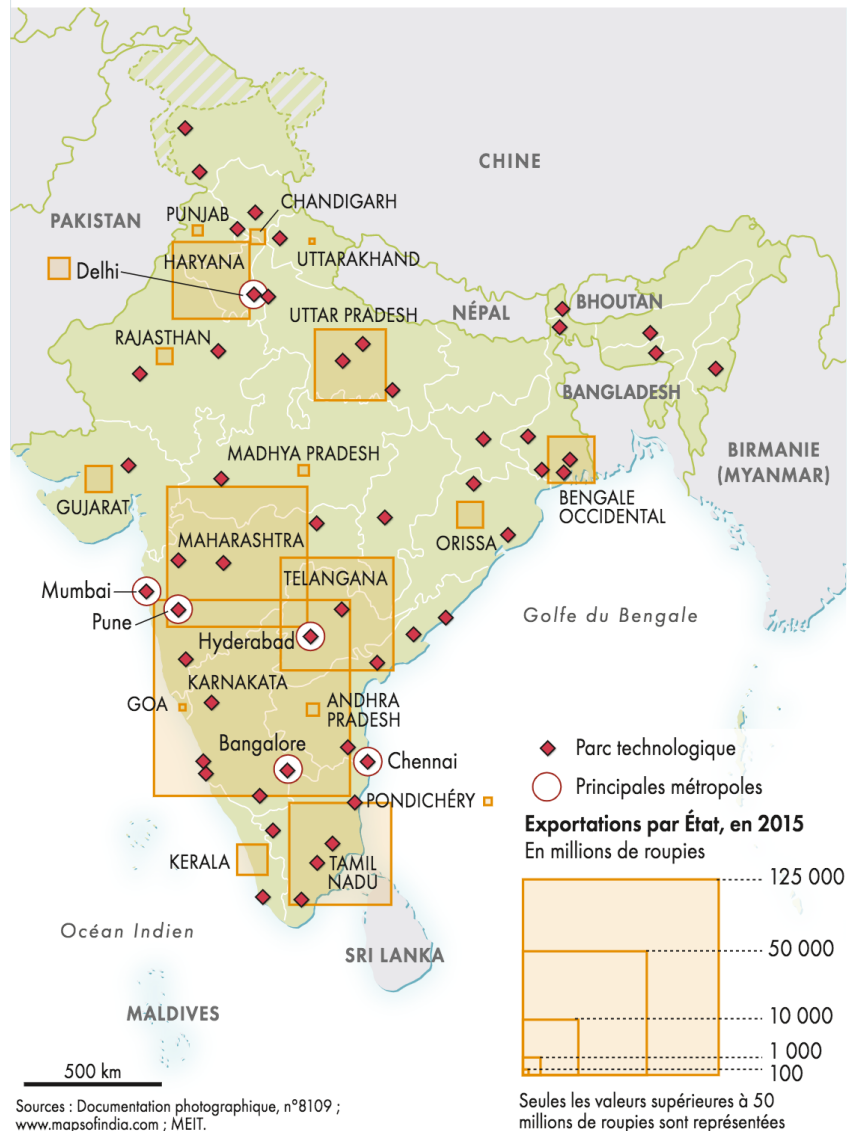 CHINE
PAKISTAN
PUNJAB
CHANDIGARH
HARYANA
UTTARAKHAND
Delhi
NÉPAL
BHOUTAN
UTTAR PRADESH
RAJASTHAN
BANGLADESH
MADHYA PRADESH
BIRMANIE
(MYANMAR)
GUJARAT
BENGALE
OCCIDENTAL
MAHARASHTRA
ORISSA
TELANGANA
Mumbai
Pune
Golfe du Bengale
Hyderabad
KARNAKATA
GOA
ANDHRA
PRADESH
Bangalore
Chennai
PONDICHÉRY
KERALA
TAMIL
NADU
Océan Indien
SRI LANKA
MALDIVES
Parc technologique
Principales métropoles
Exportations par État, en 2015
En millions de roupies
125 000
50 000
10 000
1 000
100
Seules les valeurs supérieures à 50
millions de roupies sont représentées
500 km
Sources : Documentation photographique, n°8109 ;
www.mapsofindia.com ; MEIT.